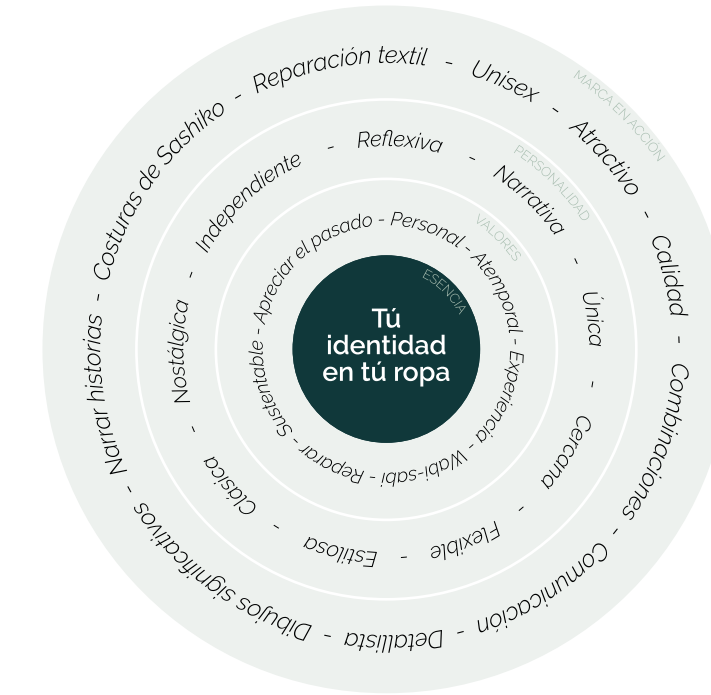 MARCA EN ACCIÓN
Reparación textil - Unisex - Atractivo - Calidad - Combinaciones - Comunicación - Detallista - Dibujos significativos - Narrar historias - Costuras de Sashiko -
PERSONALIDAD
Reflexiva - Narrativa - Única - Cercana - Flexible - Estilosa - Clásica - Nostálgica - Independiente -
VALORES
Apreciar el pasado - Personal - Atemporal - Experiencia - Wabi-sabi - Reparar - Sustentable -
ESENCIA
Tú
identidad
en tú ropa